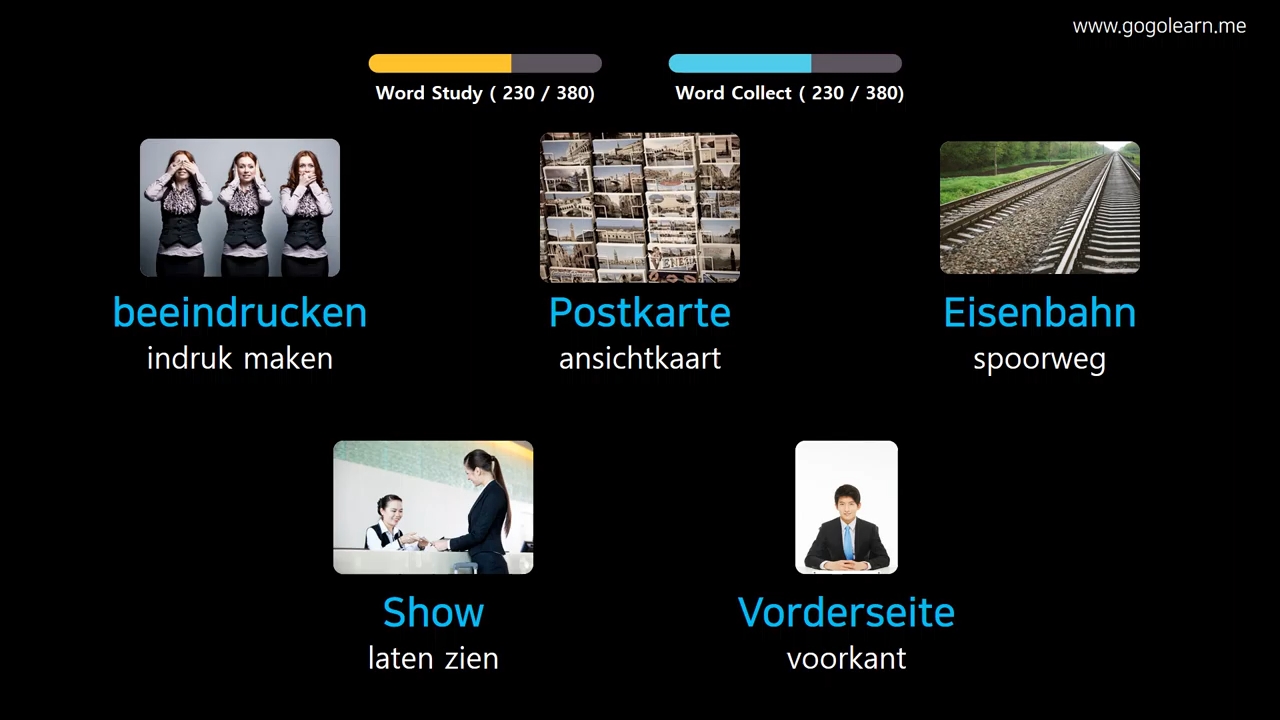 www.gogolearn.me
Word Study ( 230 / 380)
Word Collect ( 230 / 380)
beeindrucken
indruk maken
Postkarte
ansichtkaart
Eisenbahn
spoorweg
Show
laten zien
Vorderseite
voorkant